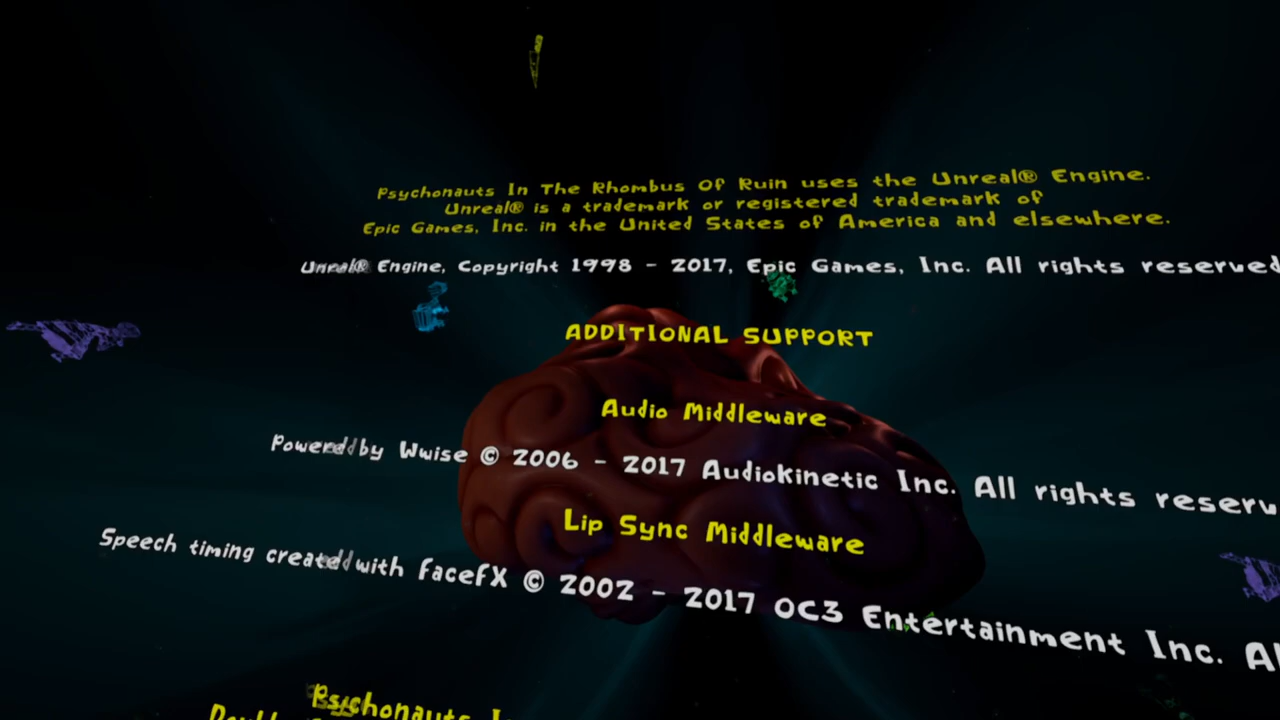 Psychonauts In The Rhombus Of Ruin uses the Unreal® Engine.
Unreal® is a trademark or registered trademark of
Epic Games, Inc. in the United States of America and elsewhere.
Unreal® Engine, Copyright 1998 - 2017, Epic Games, Inc. All rights reserved
ADDITIONAL SUPPORT
Audio Middleware
Powered by Wwise © 2006 - 2017 Audiokinetic Inc. All rights reserv
Lip Sync Middleware
Speech timing created with FaceFX © 2002 - 2017 OC3 Entertainment Inc. Al
Psychonauts I